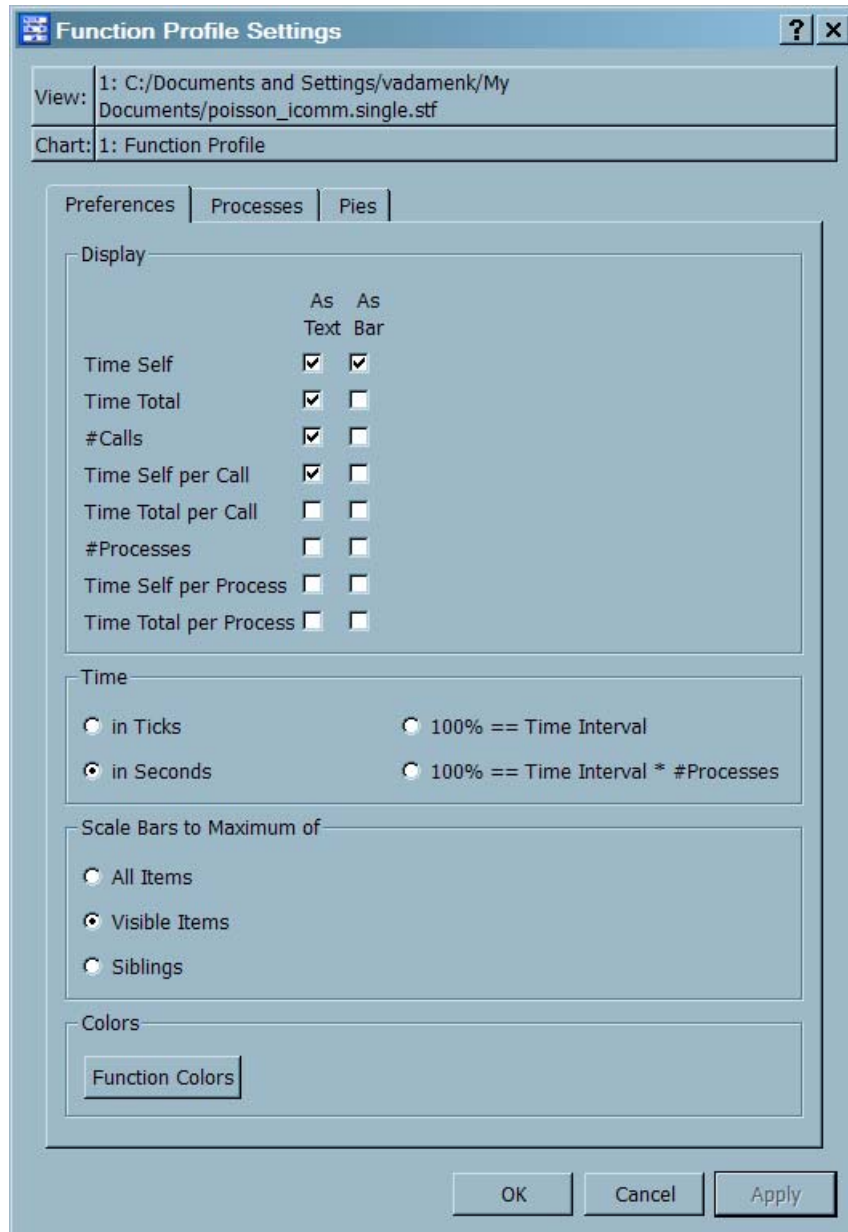 Function Profile Settings
View: 1: C:/Documents and Settings/vadamenk/My
Documents/poisson_icomm.single.stf
Chart: 1: Function Profile
Preferences Processes Pies
Display
As As
Text Bar
Time Self
Time Total
#Calls
Time Self per Call
Time Total per Call
#Processes
Time Self per Process
Time Total per Process
Time
in Ticks 100% == Time Interval
in Seconds 100% == Time Interval * #Processes
Scale Bars to Maximum of
All Items
Visible Items
Siblings
Colors
Function Colors
OK Cancel Apply